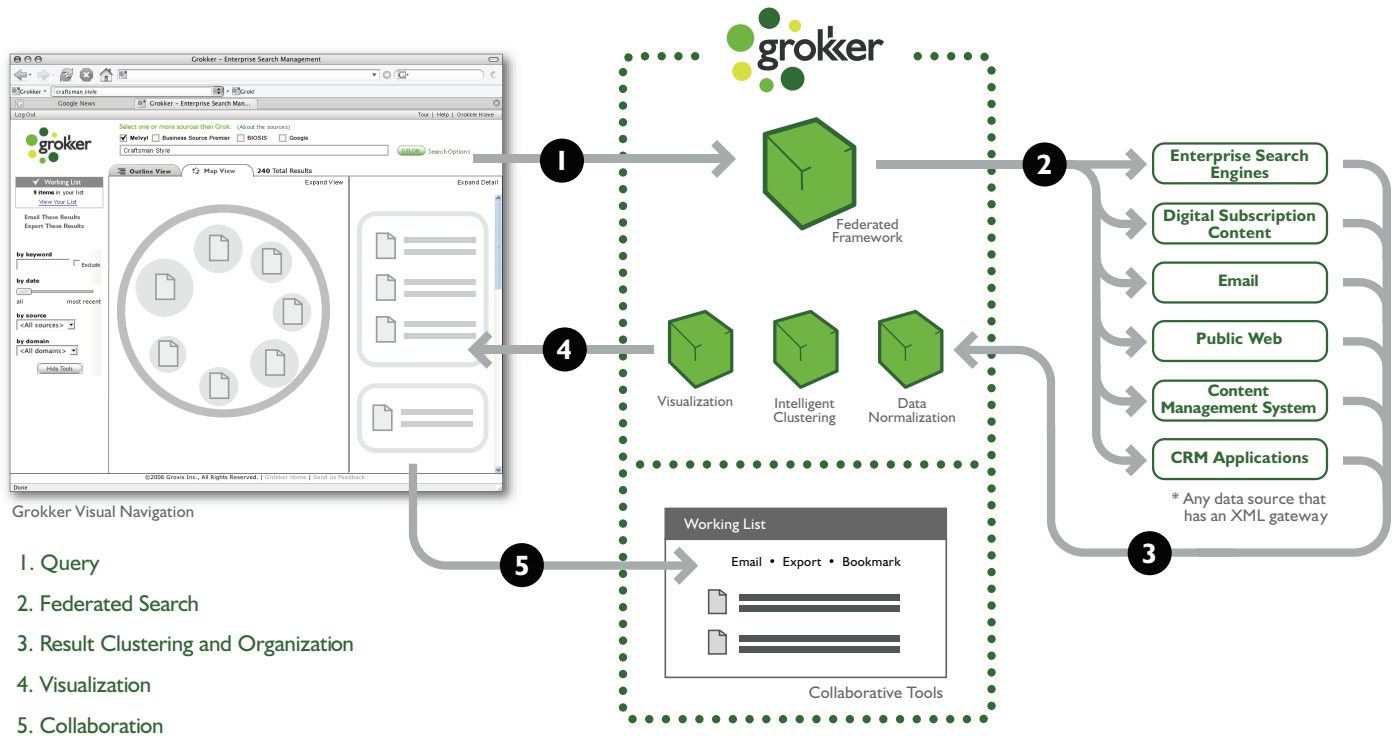 Grokker - Enterprise Search Management
Grokker
craftsman style
Grok!
Google News
Grokker - Enterprise Search Man...
Log Out
Tour | Help | Grokker Home
grokker
Select one or more sources then Grok. (About the sources)
Melvyl
Business Source Premier
BIOSIS
Google
Craftsman Style
GROK
Search Options
Outline View
Map View
240 Total Results
Expand View
Expand Detail
Working List
9 items in your list
View Your List
Email These Results
Export These Results
by keyword
Exclude
by date
all
most recent
by source
<All sources>
by domain
<All domains>
Hide Tools
©2006 Groxis Inc., All Rights Reserved. | Grokker Home | Send Us Feedback
Done
Grokker Visual Navigation
1. Query
2. Federated Search
3. Result Clustering and Organization
4. Visualization
5. Collaboration
1
4
5
grokker
Federated
Framework
Visualization
Intelligent
Clustering
Data
Normalization
Working List
Email • Export • Bookmark
Collaborative Tools
2
3
Enterprise Search
Engines
Digital Subscription
Content
Email
Public Web
Content
Management System
CRM Applications
* Any data source that
has an XML gateway